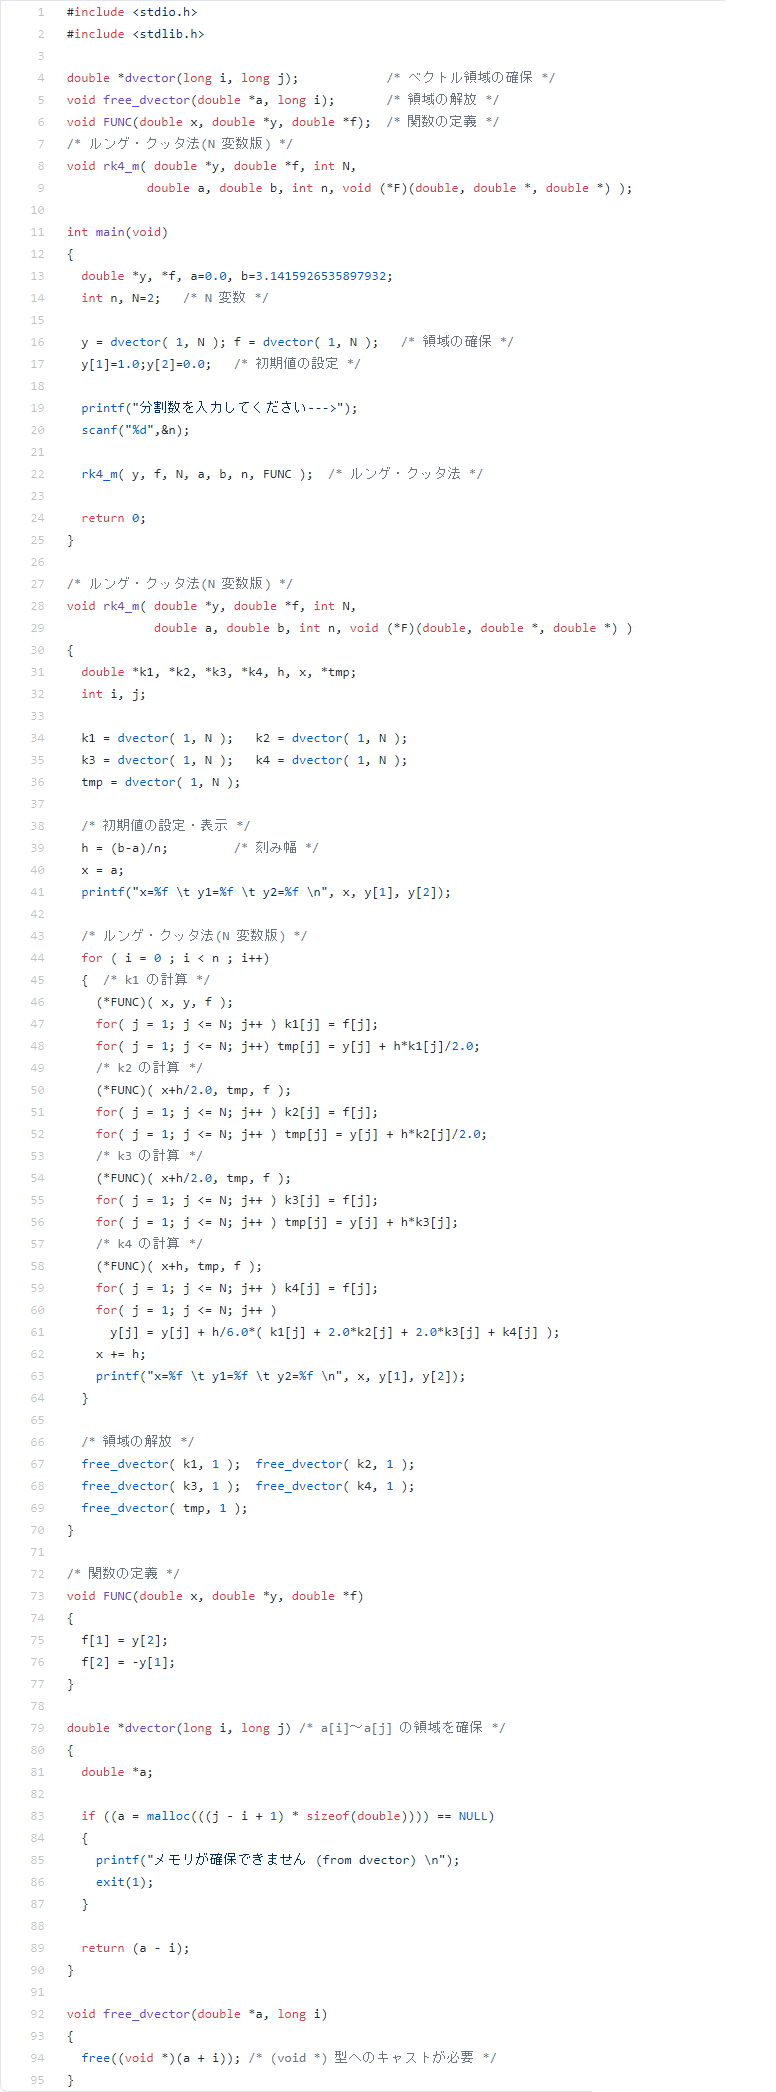 1 #include <stdio.h>
2 #include <stdlib.h>
3
4 double *dvector(long i, long j);            /* ベクトル領域の確保 */
5 void free_dvector(double *a, long i);       /* 領域の解放 */
6 void FUNC(double x, double *y, double *f);  /* 関数の定義 */
7 /* ルンゲ・クッタ法(N 変数版) */
8 void rk4_m( double *y, double *f, int N,
9            double a, double b, int n, void (*F)(double, double *, double *) );
10
11 int main(void)
12 {
13   double *y, *f, a=0.0, b=3.1415926535897932;
14   int n, N=2;   /* N 変数 */
15
16   y = dvector( 1, N ); f = dvector( 1, N );   /* 領域の確保 */
17   y[1]=1.0;y[2]=0.0;   /* 初期値の設定 */
18
19   printf("分割数を入力してください--->");
20   scanf("%d",&n);
21
22   rk4_m( y, f, N, a, b, n, FUNC );  /* ルンゲ・クッタ法 */
23
24   return 0;
25 }
26
27 /* ルンゲ・クッタ法(N 変数版) */
28 void rk4_m( double *y, double *f, int N,
29             double a, double b, int n, void (*F)(double, double *, double *) )
30 {
31   double *k1, *k2, *k3, *k4, h, x, *tmp;
32   int i, j;
33
34   k1 = dvector( 1, N );   k2 = dvector( 1, N );
35   k3 = dvector( 1, N );   k4 = dvector( 1, N );
36   tmp = dvector( 1, N );
37
38   /* 初期値の設定・表示 */
39   h = (b-a)/n;         /* 刻み幅 */
40   x = a;
41   printf("x=%f \t y1=%f \t y2=%f \n", x, y[1], y[2]);
42
43   /* ルンゲ・クッタ法(N 変数版) */
44   for ( i = 0 ; i < n ; i++)
45   {  /* k1 の計算 */
46     (*FUNC)( x, y, f );
47     for( j = 1; j <= N; j++ ) k1[j] = f[j];
48     for( j = 1; j <= N; j++) tmp[j] = y[j] + h*k1[j]/2.0;
49     /* k2 の計算 */
50     (*FUNC)( x+h/2.0, tmp, f );
51     for( j = 1; j <= N; j++ ) k2[j] = f[j];
52     for( j = 1; j <= N; j++ ) tmp[j] = y[j] + h*k2[j]/2.0;
53     /* k3 の計算 */
54     (*FUNC)( x+h/2.0, tmp, f );
55     for( j = 1; j <= N; j++ ) k3[j] = f[j];
56     for( j = 1; j <= N; j++ ) tmp[j] = y[j] + h*k3[j];
57     /* k4 の計算 */
58     (*FUNC)( x+h, tmp, f );
59     for( j = 1; j <= N; j++ ) k4[j] = f[j];
60     for( j = 1; j <= N; j++ )
61       y[j] = y[j] + h/6.0*( k1[j] + 2.0*k2[j] + 2.0*k3[j] + k4[j] );
62     x += h;
63     printf("x=%f \t y1=%f \t y2=%f \n", x, y[1], y[2]);
64   }
65
66   /* 領域の解放 */
67   free_dvector( k1, 1 );  free_dvector( k2, 1 );
68   free_dvector( k3, 1 );  free_dvector( k4, 1 );
69   free_dvector( tmp, 1 );
70 }
71
72 /* 関数の定義 */
73 void FUNC(double x, double *y, double *f)
74 {
75   f[1] = y[2];
76   f[2] = -y[1];
77 }
78
79 double *dvector(long i, long j) /* a[i]～a[j] の領域を確保 */
80 {
81   double *a;
82
83   if ((a = malloc(((j - i + 1) * sizeof(double)))) == NULL)
84   {
85     printf("メモリが確保できません (from dvector) \n");
86     exit(1);
87   }
88
89   return (a - i);
90 }
91
92 void free_dvector(double *a, long i)
93 {
94   free((void *)(a + i)); /* (void *) 型へのキャストが必要 */
95 }